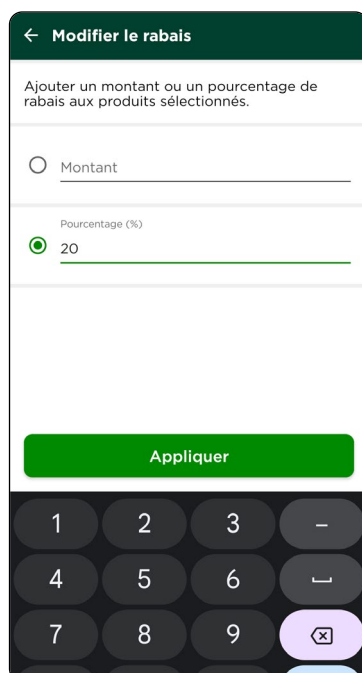 ← Modifier le rabais
Ajouter un montant ou un pourcentage de
rabais aux produits sélectionnés.
Montant
Pourcentage (%)
20
Appliquer
1 2 3 –
4 5 6
7 8 9